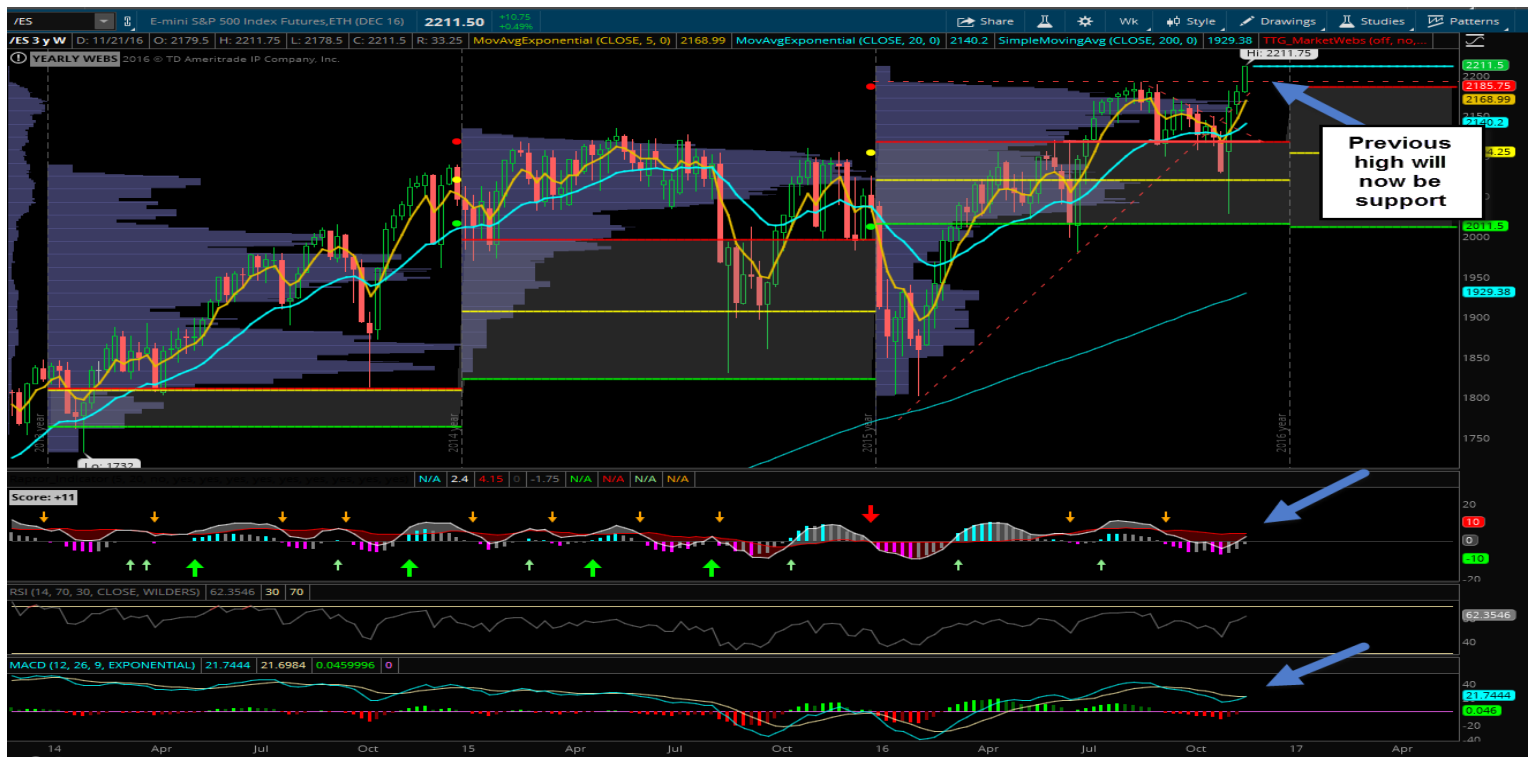 /ES E-mini S&P 500 Index Futures,ETH (DEC 16) 2211.50 +10.75 +0.49% Share Wk Style Drawings Studies Patterns
/ES 3 y W D: 11/21/16 O: 2179.5 H: 2211.75 L: 2178.5 C: 2211.5 R: 33.25 MovAvgExponential (CLOSE, 5, 0) 2168.99 MovAvgExponential (CLOSE, 20, 0) 2140.2 SimpleMovingAvg (CLOSE, 200, 0) 1929.38 TTG_MarketWebs (off, no,...
YEARLY WEBS 2016 © TD Ameritrade IP Company, Inc.
Hi: 2211.75
2211.5
2200
2185.75
2168.99
2150
2140.2
4.25
2011.5
2000
1950
1929.38
1900
1850
1800
1750
Previous
high will
now be
support
2014 year
2015 year
2016 year
Lo: 1732
N/A 2.4 4.15 0 -1.75 N/A N/A N/A N/A
Score: +11
20
10
0
-10
-20
RSI (14, 70, 30, CLOSE, WILDERS) 62.3546 30 70
62.3546
40
MACD (12, 26, 9, EXPONENTIAL) 21.7444 21.6984 0.0459996 0
40
21.7444
0.046
-20
-40
14 Apr Jul Oct 15 Apr Jul Oct 16 Apr Jul Oct 17 Apr